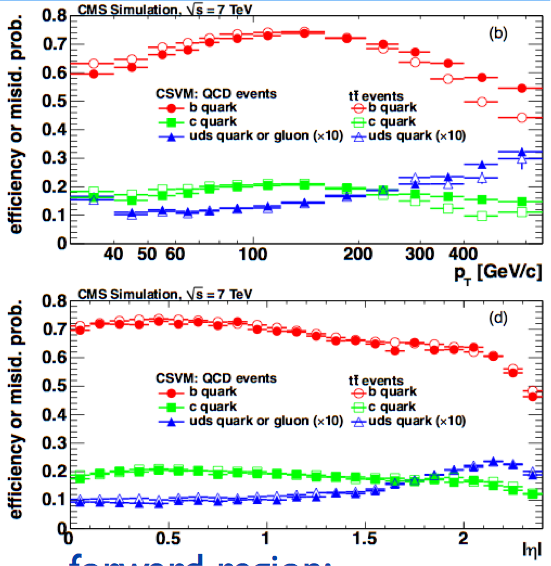 CMS Simulation, √s = 7 TeV
(b)
efficiency or misid. prob.
0.8
0.7
0.6
0.5
0.4
0.3
0.2
0.1
0
CSVM: QCD events
b quark
c quark
uds quark or gluon (×10)
tt̄ events
b quark
c quark
uds quark (×10)
40 50 60 100 200 300 400
p_T [GeV/c]
CMS Simulation, √s = 7 TeV
(d)
efficiency or misid. prob.
0.8
0.7
0.6
0.5
0.4
0.3
0.2
0.1
0
CSVM: QCD events
b quark
c quark
uds quark or gluon (×10)
tt̄ events
b quark
c quark
uds quark (×10)
0 0.5 1 1.5 2
|η|
forward region: